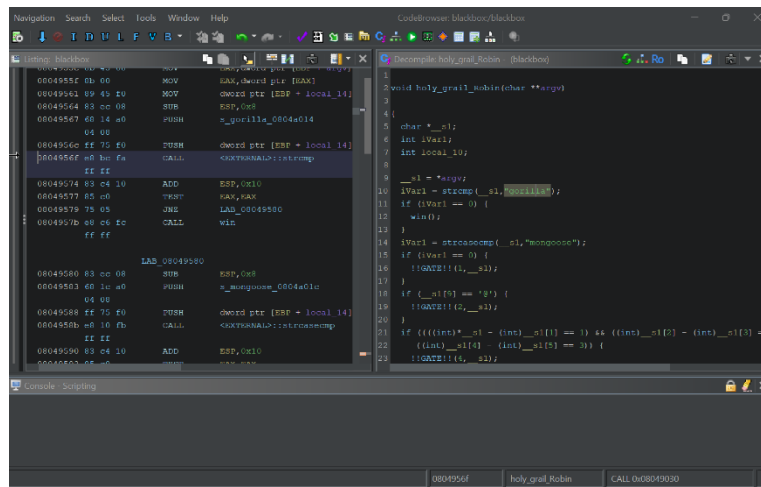 Navigation Search Select Tools Window Help
CodeBrowser: blackbox:/blackbox
I D U L F V B
Listing: blackbox
0804955f 8b 00 MOV EAX,dword ptr [EAX]
08049561 89 45 f0 MOV dword ptr [EBP + local_14]
08049564 83 ec 08 SUB ESP,0x8
08049567 68 14 a0 PUSH s_gorilla_0804a014
04 08
0804956c ff 75 f0 PUSH dword ptr [EBP + local_14]
0804956f e8 bc fa CALL <EXTERNAL>::strcmp
ff ff
08049574 83 c4 10 ADD ESP,0x10
08049577 85 c0 TEST EAX,EAX
08049579 75 05 JNZ LAB_08049580
0804957b e8 c6 fc CALL win
ff ff
LAB_08049580
08049580 83 ec 08 SUB ESP,0x8
08049583 68 1c a0 PUSH s_mongoose_0804a01c
04 08
08049588 ff 75 f0 PUSH dword ptr [EBP + local_14]
0804958b e8 10 fb CALL <EXTERNAL>::strcasecmp
ff ff
08049590 83 c4 10 ADD ESP,0x10
Decompile: holy_grail_Robin - (blackbox)
Ro
1
2 void holy_grail_Robin(char **argv)
3
4 {
5 char *__s1;
6 int iVar1;
7 int local_10;
8
9 __s1 = *argv;
10 iVar1 = strcmp(__s1,"gorilla");
11 if (iVar1 == 0) {
12 win();
13 }
14 iVar1 = strcasecmp(__s1,"mongoose");
15 if (iVar1 == 0) {
16 !!GATE!!(1,__s1);
17 }
18 if (__s1[9] == '@') {
19 !!GATE!!(2,__s1);
20 }
21 if ((((int)*__s1 - (int)__s1[1] == 1) && ((int)__s1[2] - (int)__s1[3] =
22 ((int)__s1[4] - (int)__s1[5] == 3)) {
23 !!GATE!!(4,__s1);
Console - Scripting
0804956f holy_grail_Robin CALL 0x08049030